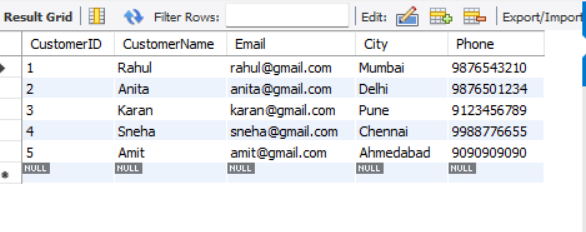 Result Grid Filter Rows: Edit: Export/Import
CustomerID CustomerName Email City Phone
1 Rahul rahul@gmail.com Mumbai 9876543210
2 Anita anita@gmail.com Delhi 9876501234
3 Karan karan@gmail.com Pune 9123456789
4 Sneha sneha@gmail.com Chennai 9988776655
5 Amit amit@gmail.com Ahmedabad 9090909090
NULL NULL NULL NULL NULL